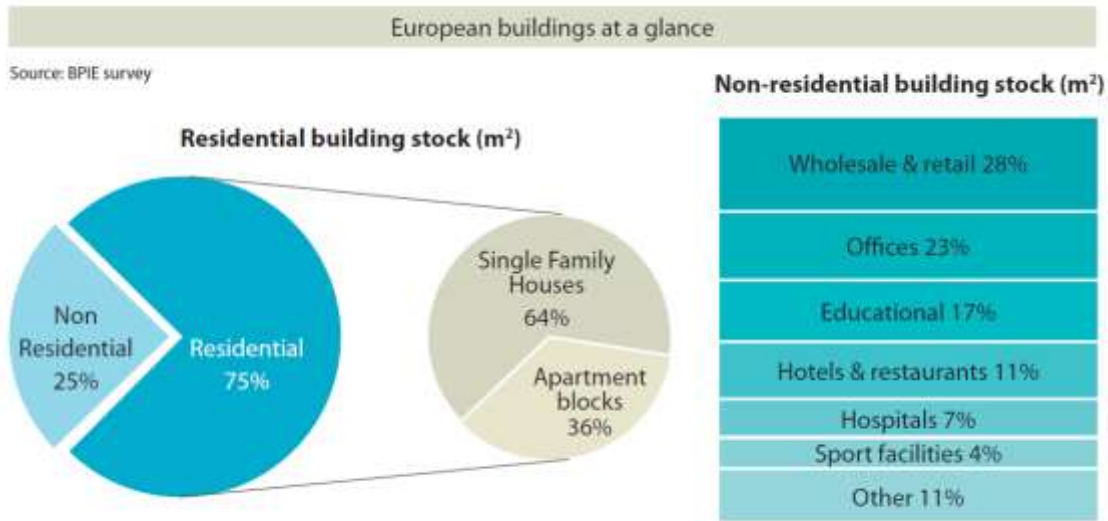 European buildings at a glance
Source: BPIE survey
Non-residential building stock (m²)
Residential building stock (m²)
Non
Residential
25%
Residential
75%
Single Family
Houses
64%
Apartment
blocks
36%
Wholesale & retail 28%
Offices 23%
Educational 17%
Hotels & restaurants 11%
Hospitals 7%
Sport facilities 4%
Other 11%